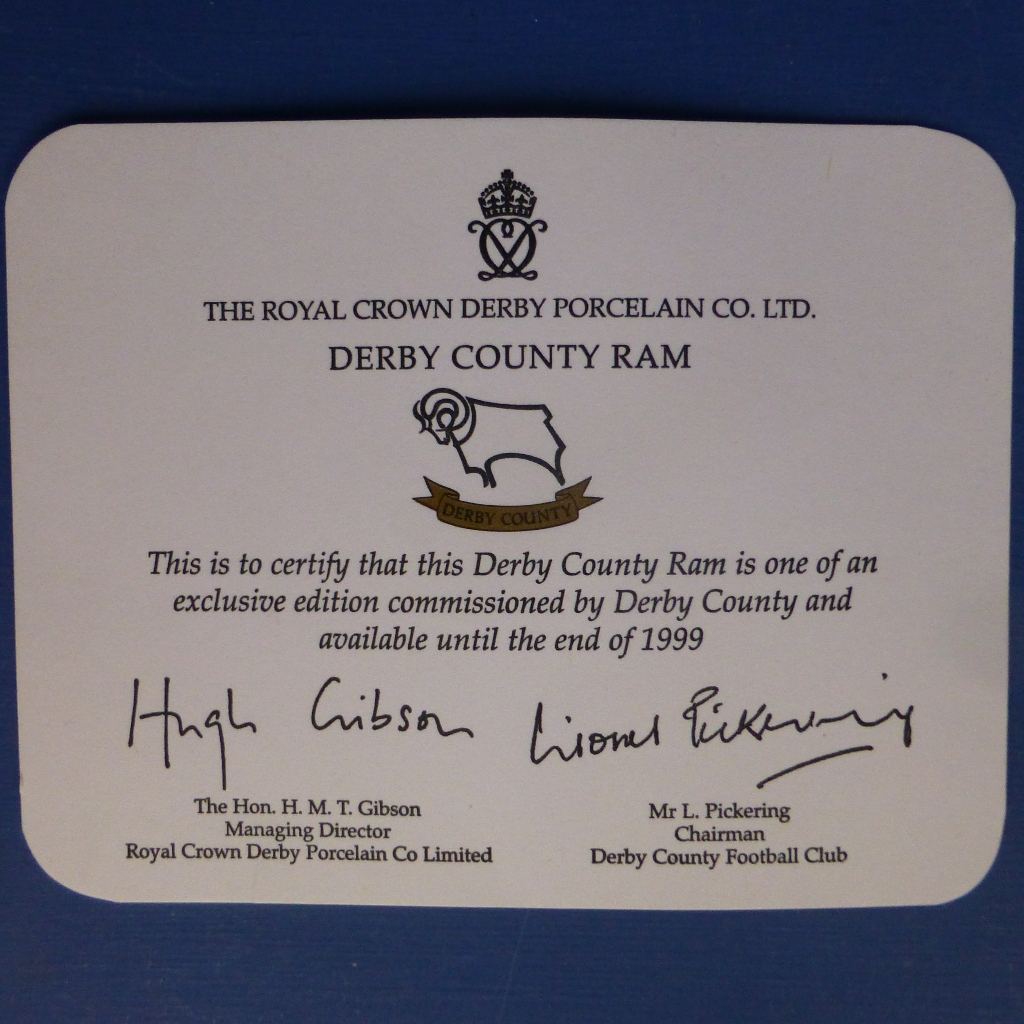 THE ROYAL CROWN DERBY PORCELAIN CO. LTD.
DERBY COUNTY RAM
DERBY COUNTY
This is to certify that this Derby County Ram is one of an
exclusive edition commissioned by Derby County and
available until the end of 1999
Hugh Gibson
Lionel Pickering
The Hon. H. M. T. Gibson
Managing Director
Royal Crown Derby Porcelain Co Limited
Mr L. Pickering
Chairman
Derby County Football Club